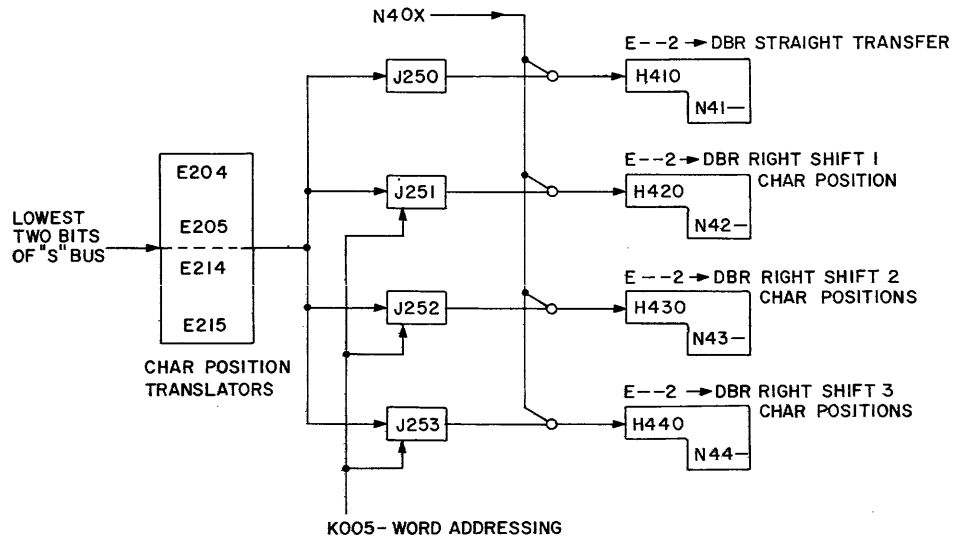 N40X
E--2→DBR STRAIGHT TRANSFER
J250
H410
N41—
E204
E--2→DBR RIGHT SHIFT 1
CHAR POSITION
J251
H420
LOWEST
TWO BITS
OF "S" BUS
E205
N42—
E214
E--2→DBR RIGHT SHIFT 2
CHAR POSITIONS
J252
H430
E215
N43—
CHAR POSITION
TRANSLATORS
E--2→DBR RIGHT SHIFT 3
CHAR POSITIONS
J253
H440
N44—
K005-WORD ADDRESSING